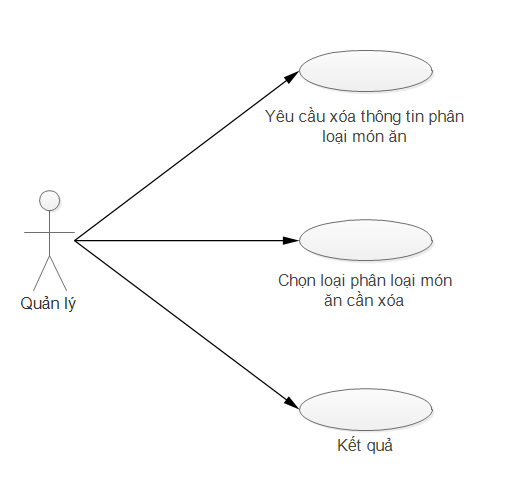 Yêu cầu xóa thông tin phân
loại món ăn
Quản lý
Chọn loại phân loại món
ăn cần xóa
Kết quả